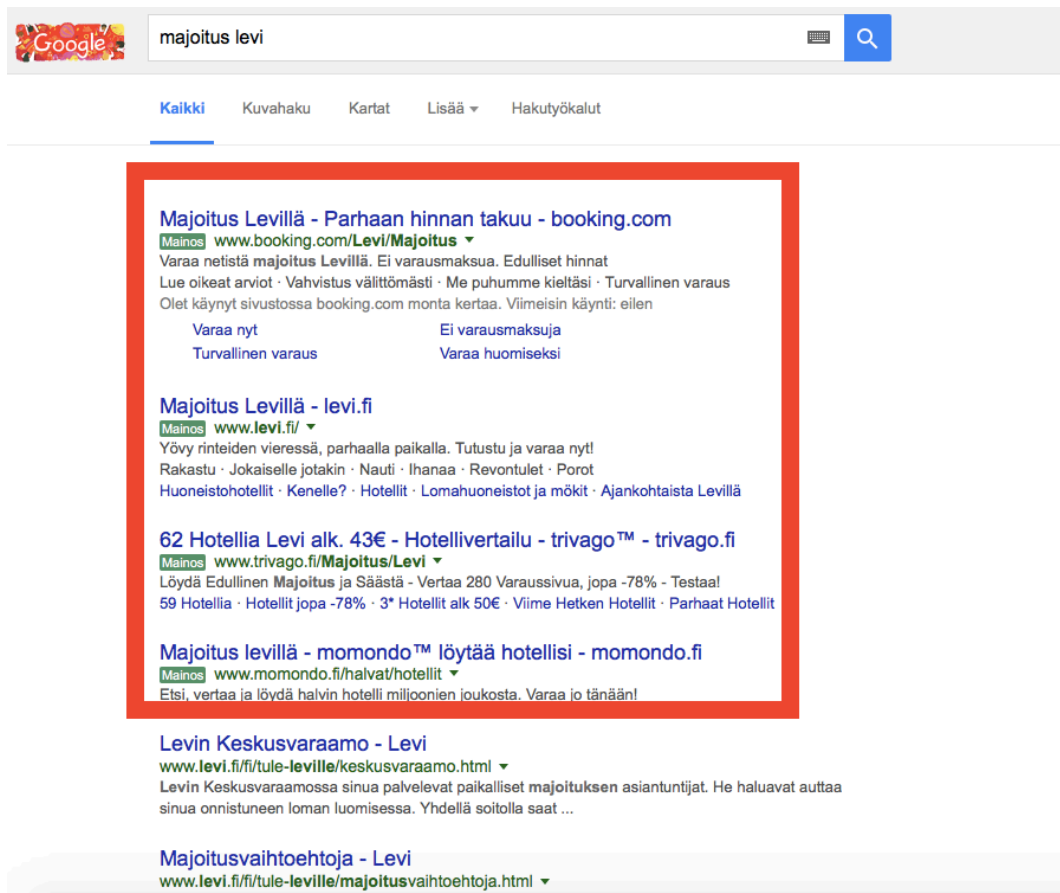 Google
majoitus levi
Kaikki Kuvahaku Kartat Lisää Hakutyökalut
Majoitus Levillä - Parhaan hinnan takuu - booking.com
Mainos www.booking.com/Levi/Majoitus
Varaa netistä majoitus Levillä. Ei varausmaksua. Edulliset hinnat
Lue oikeat arviot · Vahvistus välittömästi · Me puhumme kieltäsi · Turvallinen varaus
Olet käynyt sivustossa booking.com monta kertaa. Viimeisin käynti: eilen
Varaa nyt Ei varausmaksuja
Turvallinen varaus Varaa huomiseksi
Majoitus Levillä - levi.fi
Mainos www.levi.fi/
Yövy rinteiden vieressä, parhaalla paikalla. Tutustu ja varaa nyt!
Rakastu · Jokaiselle jotakin · Nauti · Ihanaa · Revontulet · Porot
Huoneistohotellit · Kenelle? · Hotellit · Lomahuoneistot ja mökit · Ajankohtaista Levillä
62 Hotellia Levi alk. 43€ - Hotellivertailu - trivago™ - trivago.fi
Mainos www.trivago.fi/Majoitus/Levi
Löydä Edullinen Majoitus ja Säästä - Vertaa 280 Varaussivua, jopa -78% - Testaa!
59 Hotellia · Hotellit jopa -78% · 3* Hotellit alk 50€ · Viime Hetken Hotellit · Parhaat Hotellit
Majoitus levillä - momondo™ löytää hotellisi - momondo.fi
Mainos www.momondo.fi/halvat/hotellit
Etsi, vertaa ja löydä halvin hotelli miljoonien joukosta. Varaa jo tänään!
Levin Keskusvaraamo - Levi
www.levi.fi/fi/tule-leville/keskusvaraamo.html
Levin Keskusvaraamossa sinua palvelevat paikalliset majoituksen asiantuntijat. He haluavat auttaa
sinua onnistuneen loman luomisessa. Yhdellä soitolla saat ...
Majoitusvaihtoehtoja - Levi
www.levi.fi/fi/tule-leville/majoitusvaihtoehtoja.html